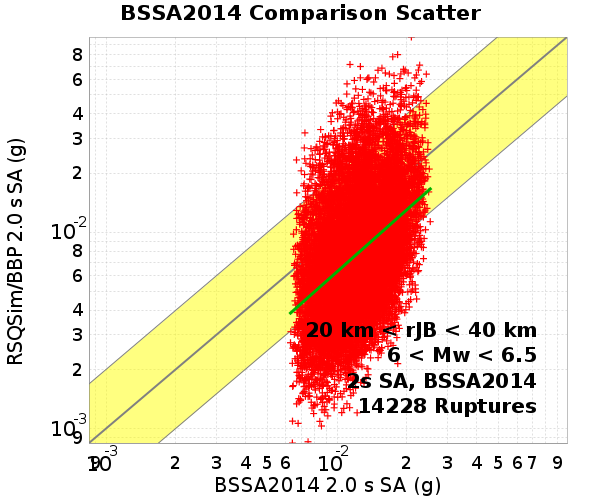 BSSA2014 Comparison Scatter
RSQSim/BBP 2.0 s SA (g)
8
6
4
3
2
10-2
8
6
4
3
2
10-3
9
20 km < rJB < 40 km
6 < Mw < 6.5
2s SA, BSSA2014
14228 Ruptures
9 10-3 2 3 4 5 6 10-2 2 3 4 5 6 7 9
BSSA2014 2.0 s SA (g)